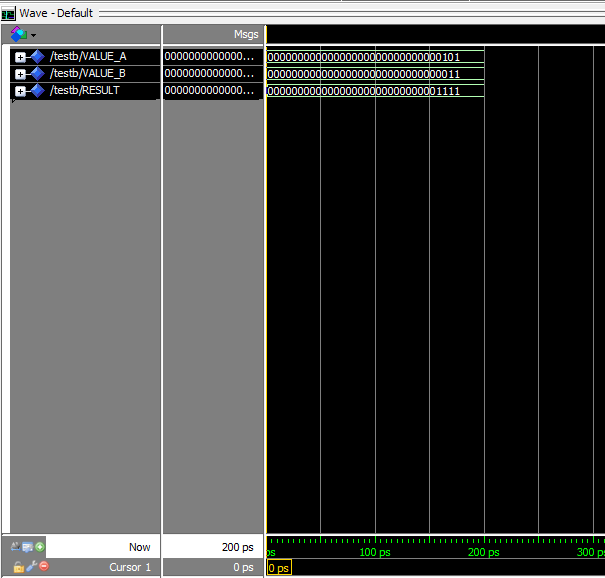 Wave - Default
Msgs
/testb/VALUE_A 0000000000000... 00000000000000000000000000000101
/testb/VALUE_B 0000000000000... 00000000000000000000000000000011
/testb/RESULT 0000000000000... 00000000000000000000000000001111
Now 200 ps ps 100 ps 200 ps 300 ps
Cursor 1 0 ps 0 ps